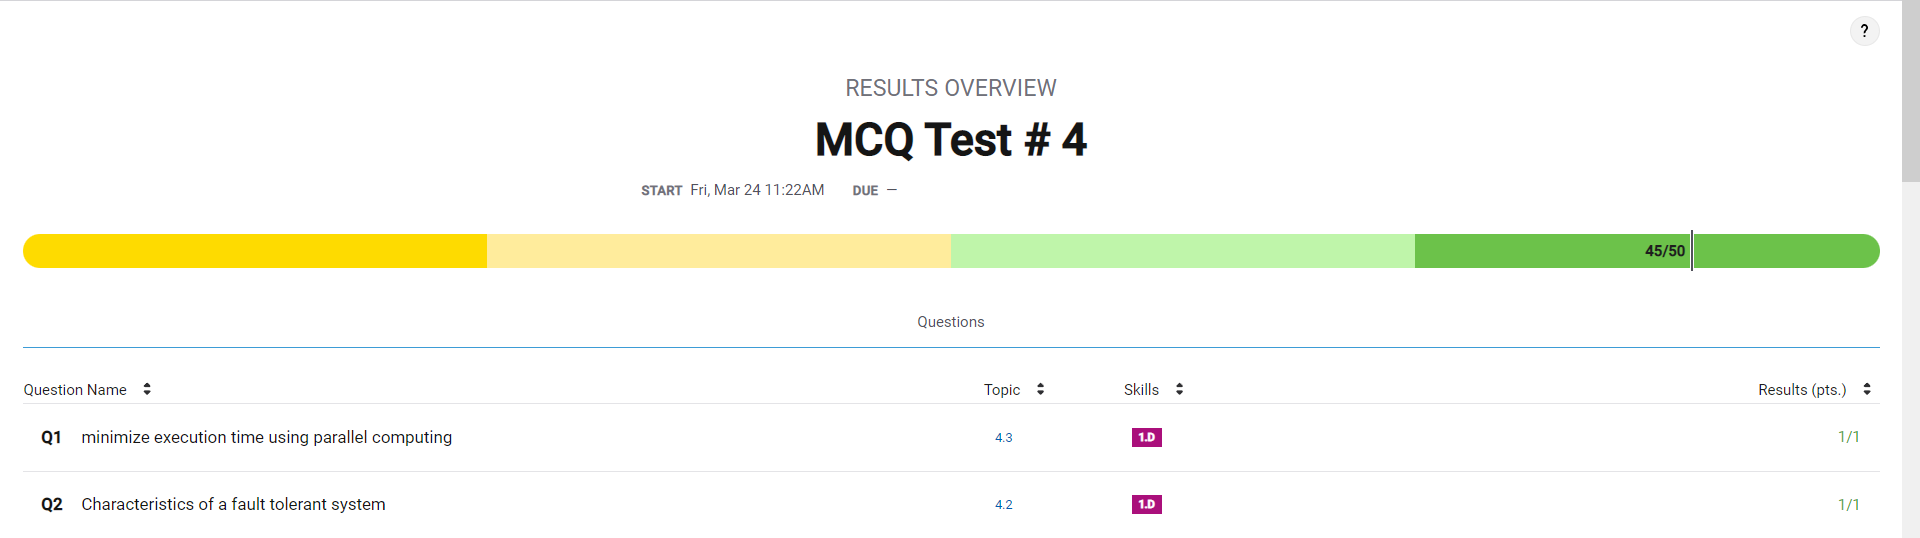 ?
RESULTS OVERVIEW
MCQ Test # 4
START Fri, Mar 24 11:22AM DUE —
45/50
Questions
Question Name Topic Skills Results (pts.)
Q1 minimize execution time using parallel computing 4.3 1.D 1/1
Q2 Characteristics of a fault tolerant system 4.2 1.D 1/1